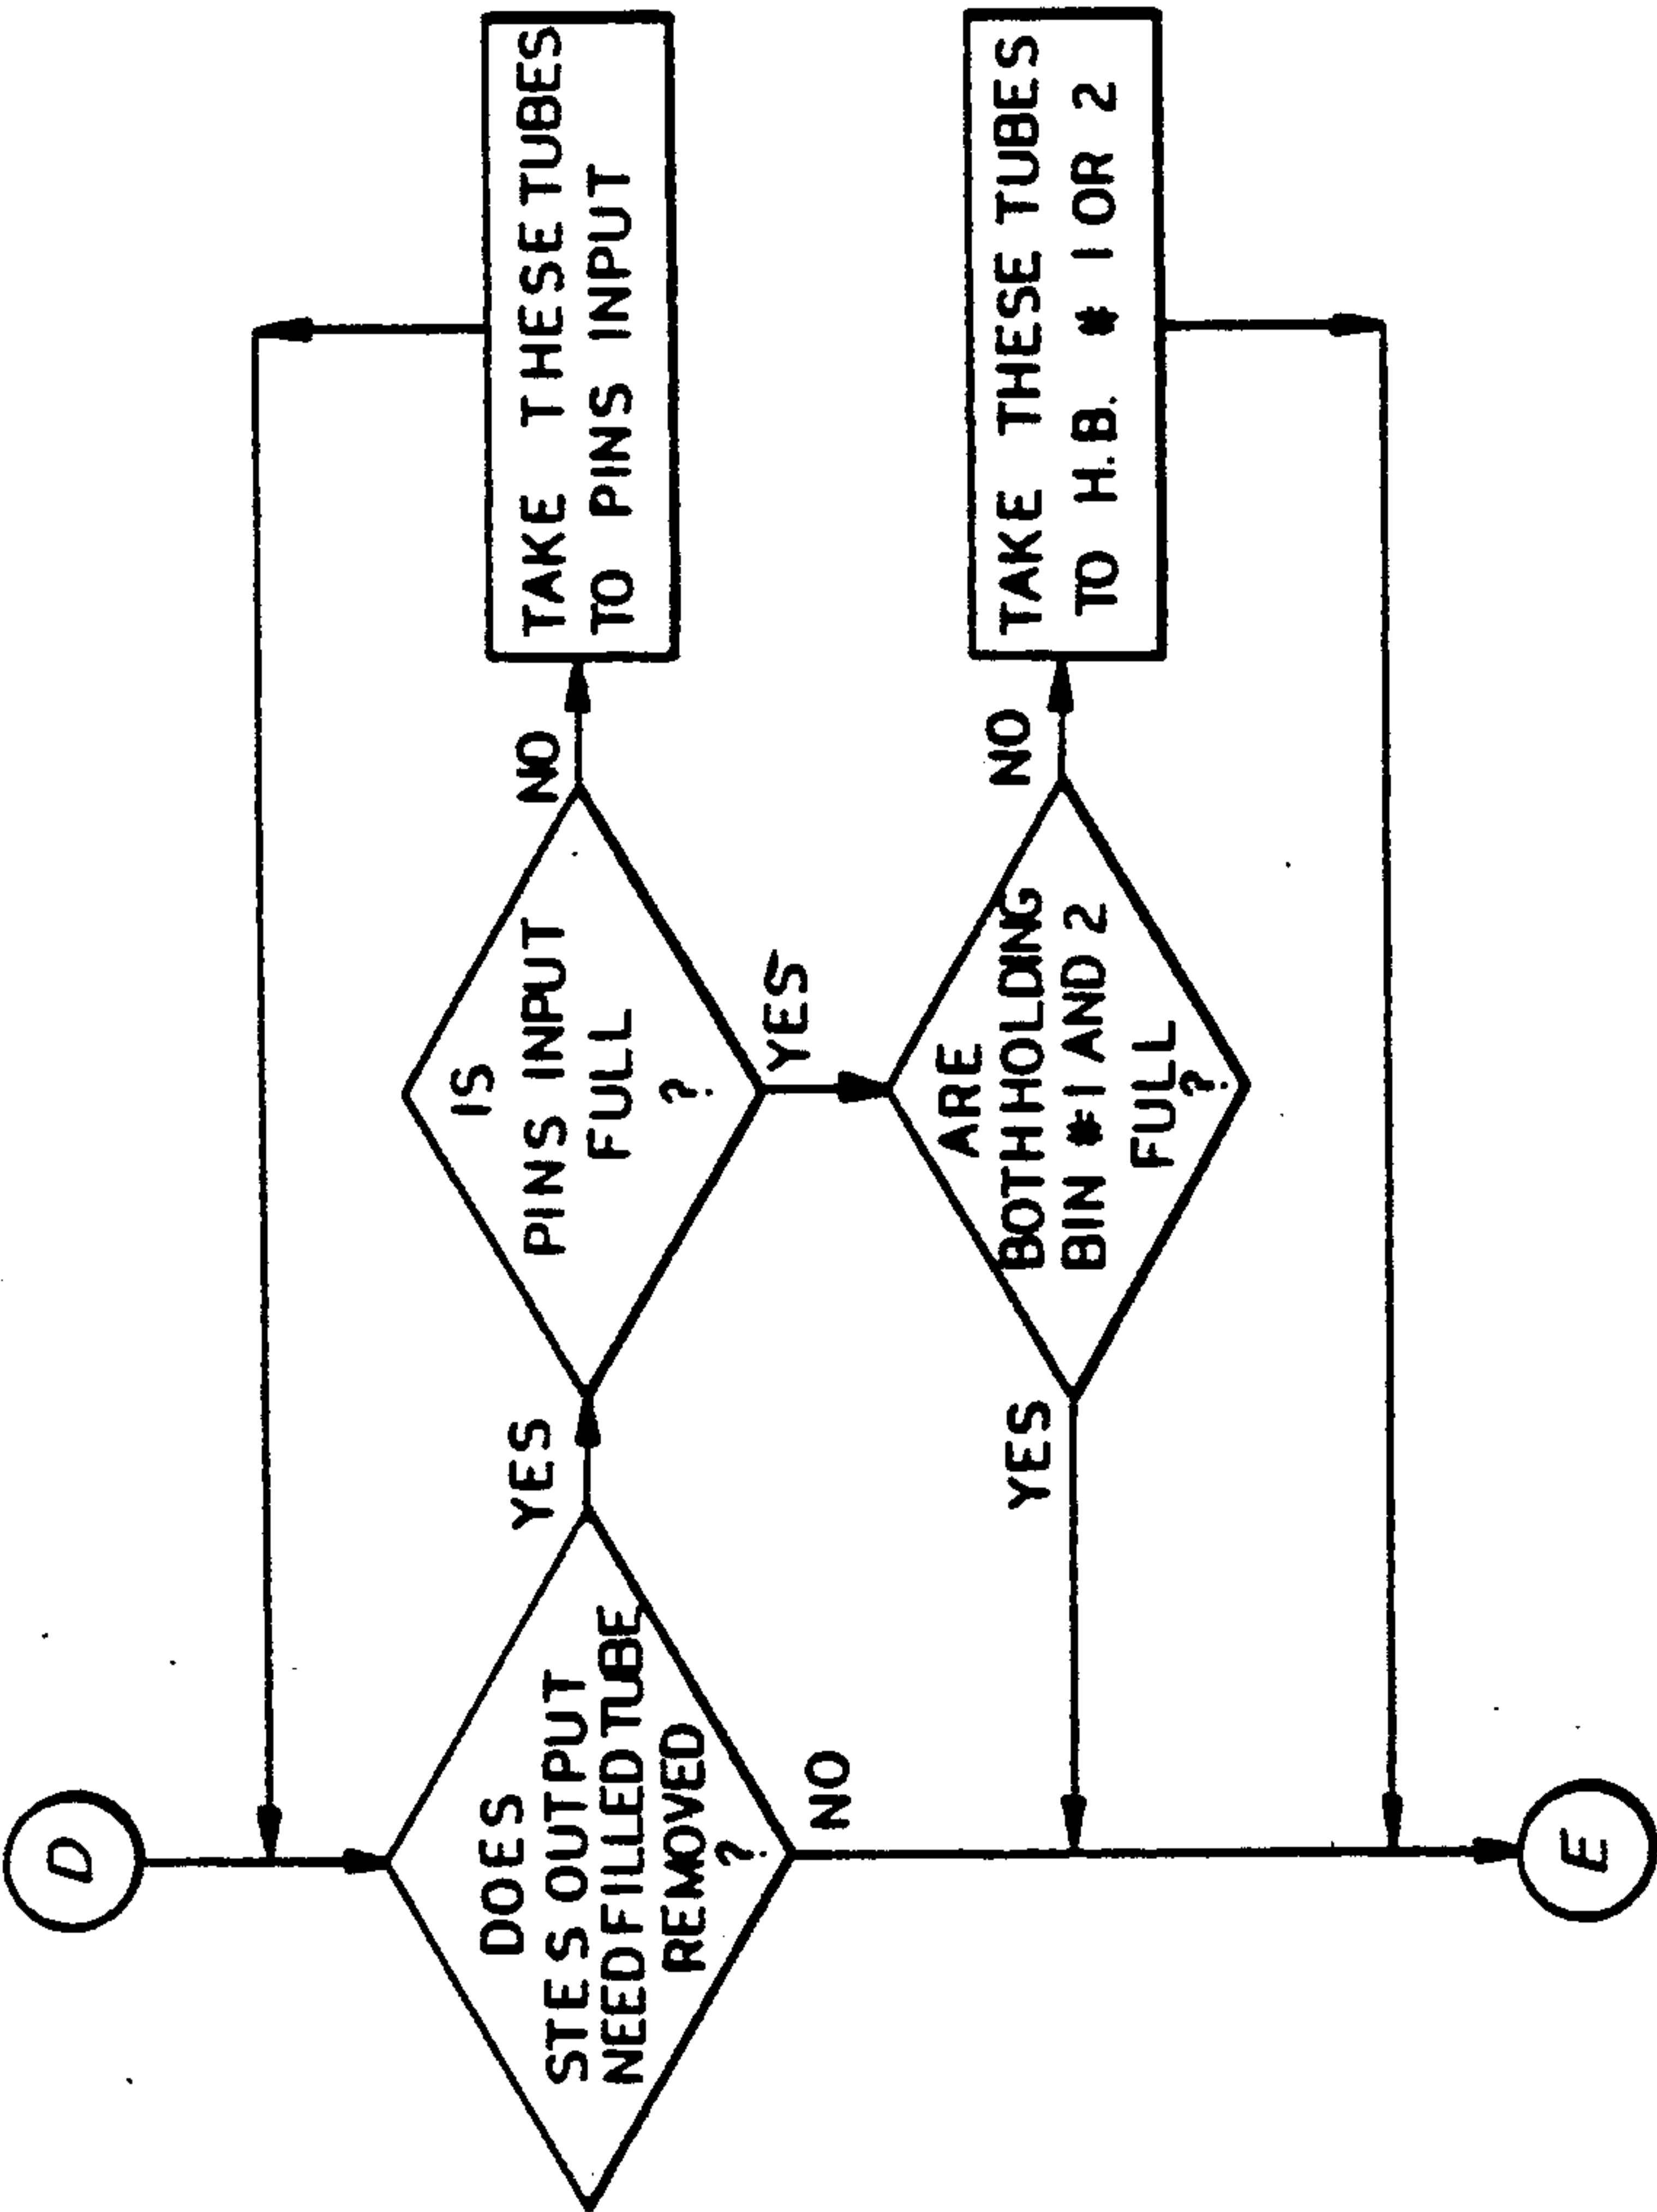 D
DOES
STES OUTPUT
NEED FILLED TUBE
REMOVED
?
YES
NO
IS
PINS INPUT
FULL
?
NO
YES
TAKE THESE TUBES
TO PINS INPUT
ARE
BOTH HOLDING
BIN #1 AND 2
FULL
?
YES
NO
TAKE THESE TUBES
TO H.B. # 1 OR 2
E